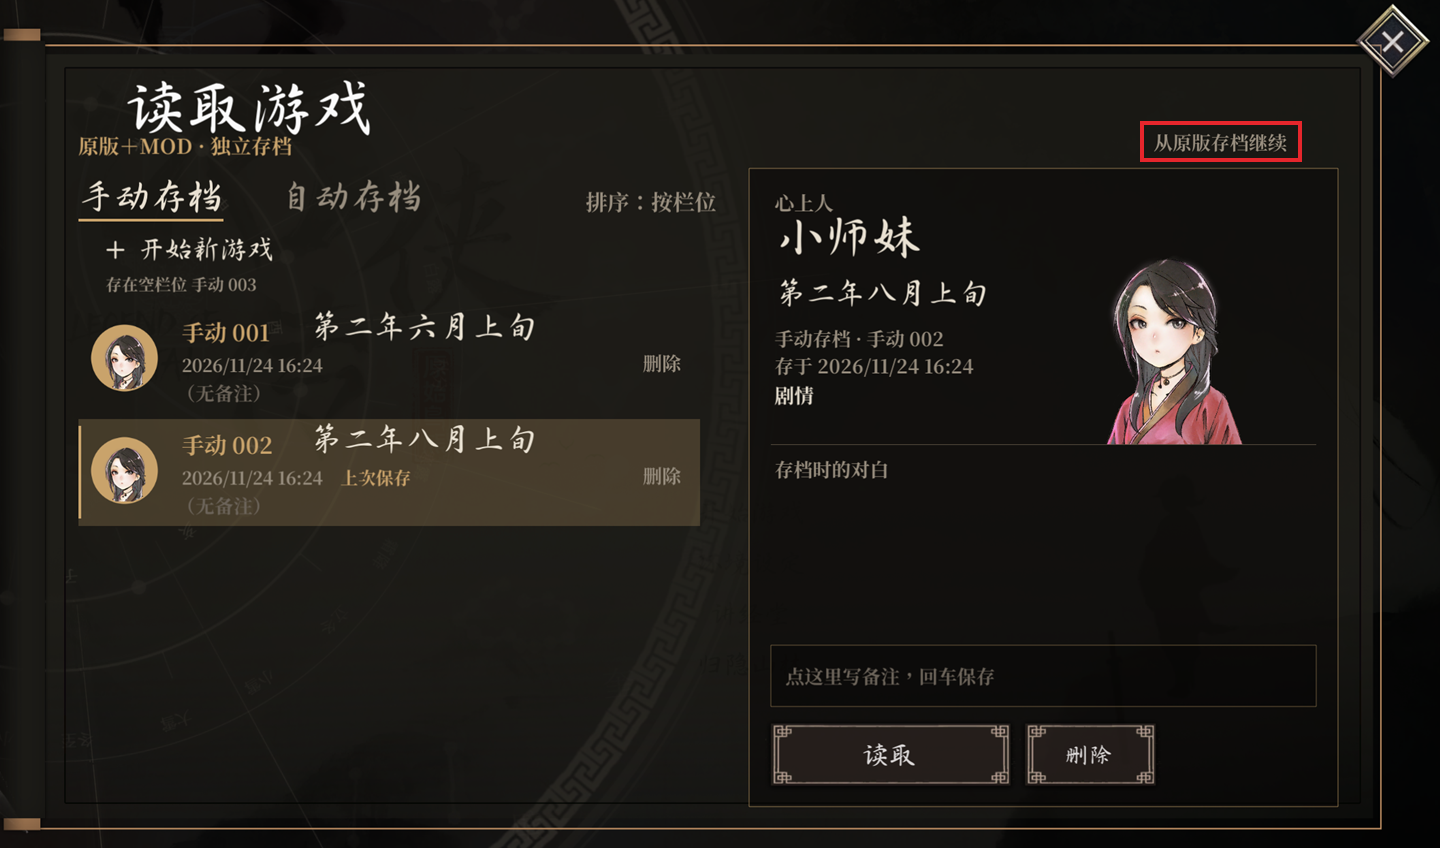 读取游戏
原版＋MOD · 独立存档
从原版存档继续
手动存档
自动存档
排序：按栏位
＋ 开始新游戏
存在空栏位 手动 003
手动 001
第二年六月上旬
2026/11/24 16:24
（无备注）
删除
手动 002
第二年八月上旬
2026/11/24 16:24
上次保存
（无备注）
删除
心上人
小师妹
第二年八月上旬
手动存档 · 手动 002
存于 2026/11/24 16:24
剧情
存档时的对白
点这里写备注，回车保存
读取
删除